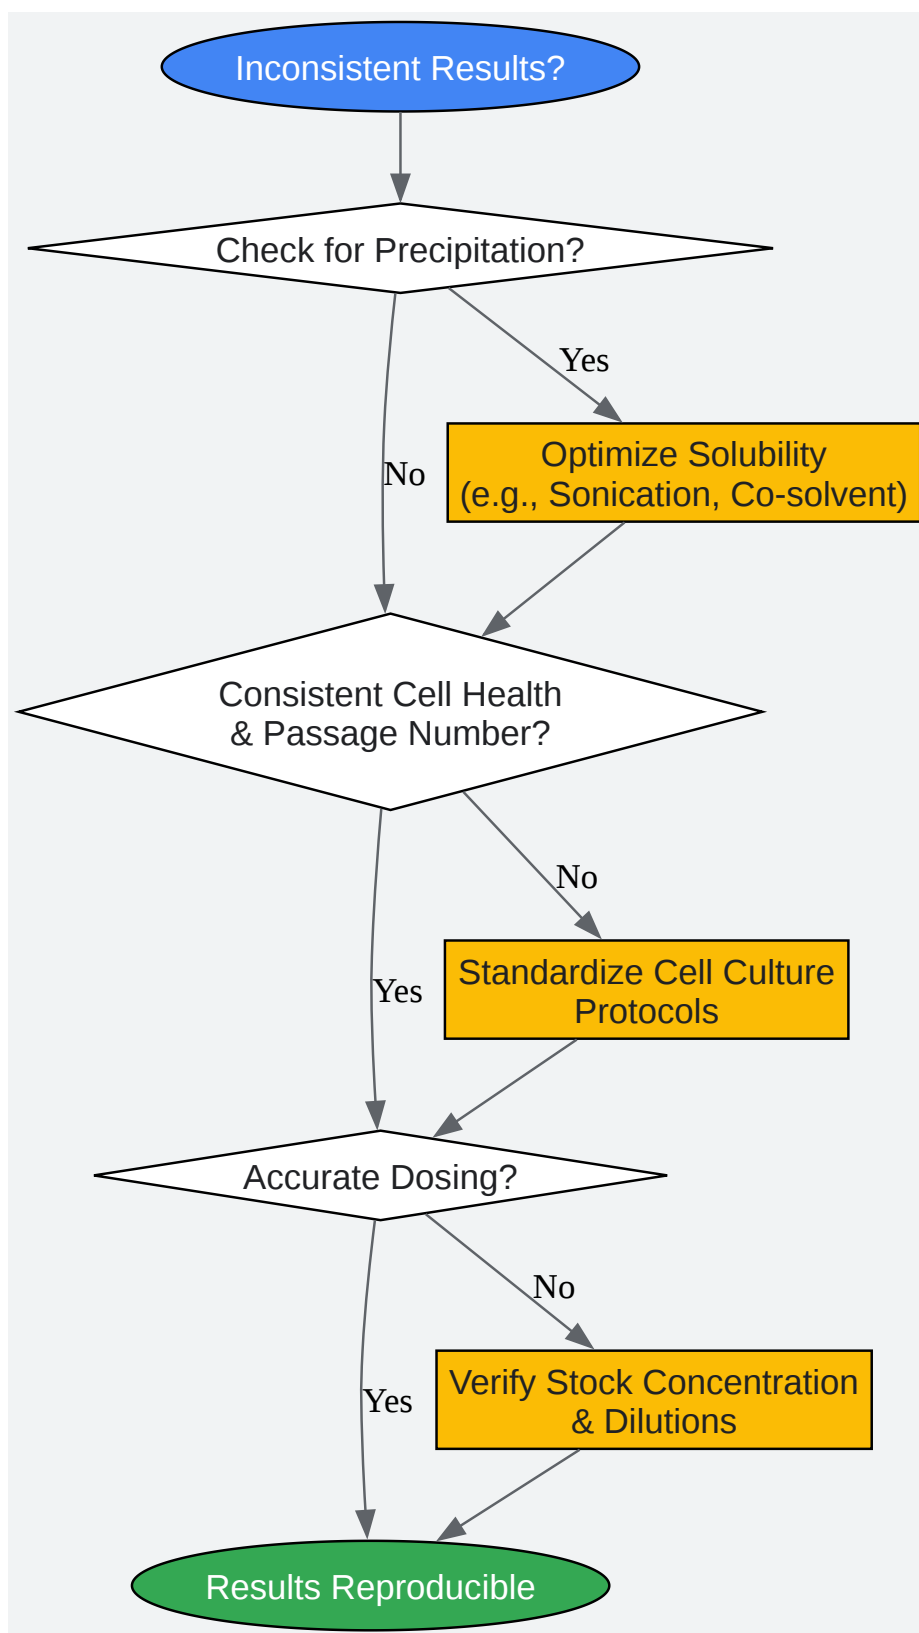 Inconsistent Results?
Check for Precipitation?
Yes
Optimize Solubility
(e.g., Sonication, Co-solvent)
No
Consistent Cell Health
& Passage Number?
No
Standardize Cell Culture
Protocols
Yes
Accurate Dosing?
No
Verify Stock Concentration
& Dilutions
Yes
Results Reproducible